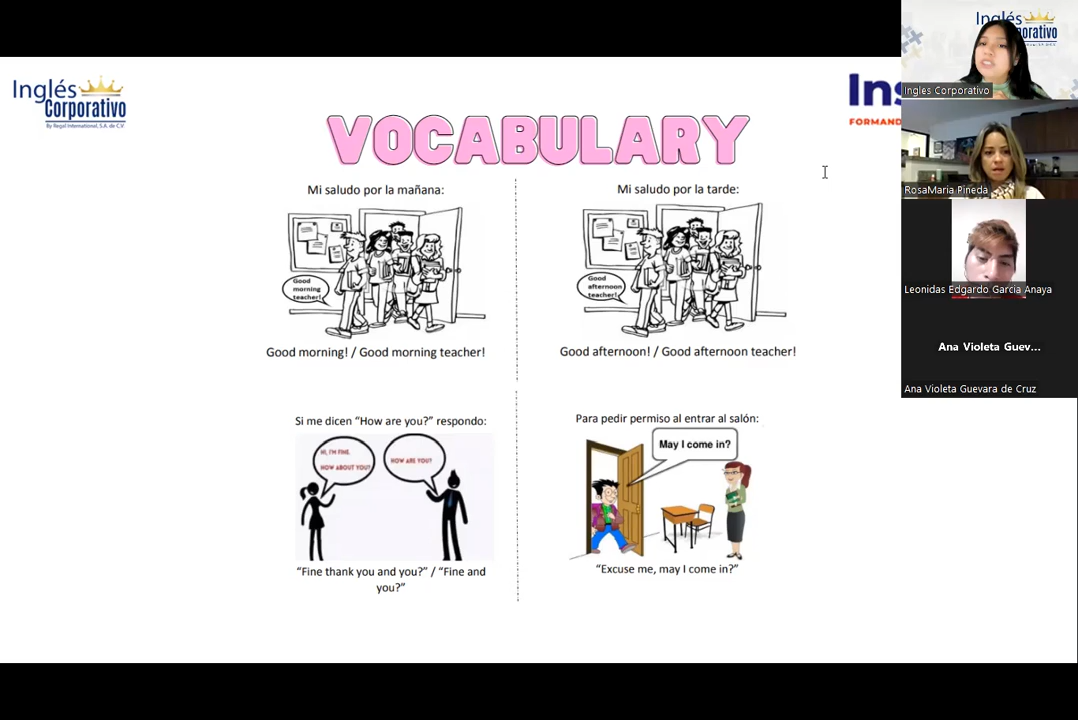 Inglés
Corporativo
By Regal International, S.A. de C.V.
FORMAND
VOCABULARY
Mi saludo por la mañana:
Good
morning
teacher!
Good morning! / Good morning teacher!
Mi saludo por la tarde:
Good
afternoon
teacher!
Good afternoon! / Good afternoon teacher!
Si me dicen “How are you?” respondo:
HI, I'M FINE.
HOW ABOUT YOU?
HOW ARE YOU?
“Fine thank you and you?” / “Fine and
you?”
Para pedir permiso al entrar al salón:
May I come in?
“Excuse me, may I come in?”
Ingles Corporativo
RosaMaria Pineda
Leonidas Edgardo Garcia Anaya
Ana Violeta Guev...
Ana Violeta Guevara de Cruz